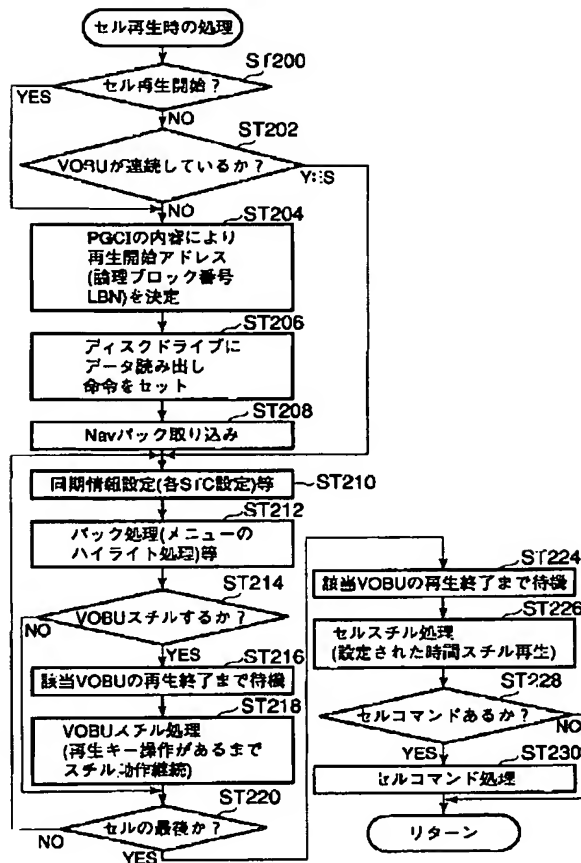 セル再生時の処理
ST200
セル再生開始？
YES
NO
ST202
VOBUが連続しているか？
YES
NO
ST204
PGCIの内容により
再生開始アドレス
(論理ブロック番号
LBN)を決定
ST206
ディスクドライブに
データ読み出し
命令をセット
ST208
Navパック取り込み
同期情報設定(各STC設定)等
ST210
ST212
パック処理(メニューの
ハイライト処理)等
ST214
VOBUスチルするか？
NO
YES
ST216
該当VOBUの再生終了まで待機
ST218
VOBUスチル処理
(再生キー操作があるまで
スチル動作継続)
ST220
セルの最後か？
NO
YES
ST224
該当VOBUの再生終了まで待機
ST226
セルスチル処理
(設定された時間スチル再生)
ST228
セルコマンドあるか？
NO
YES
ST230
セルコマンド処理
リターン